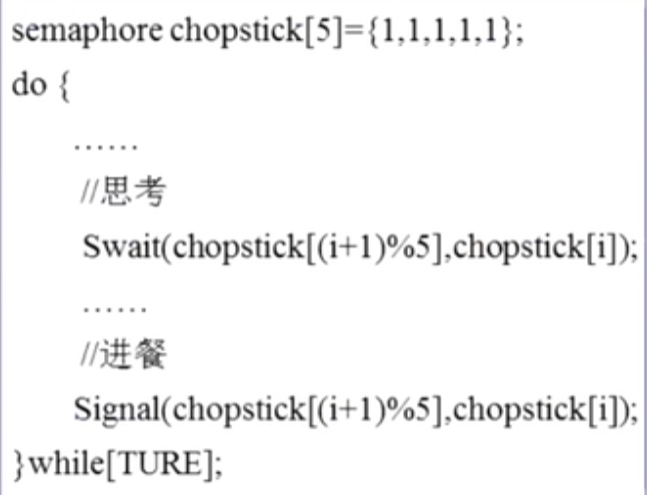 semaphore chopstick[5]={1,1,1,1,1};
do {
……
//思考
Swait(chopstick[(i+1)%5],chopstick[i]);
……
//进餐
Signal(chopstick[(i+1)%5],chopstick[i]);
}while[TURE];